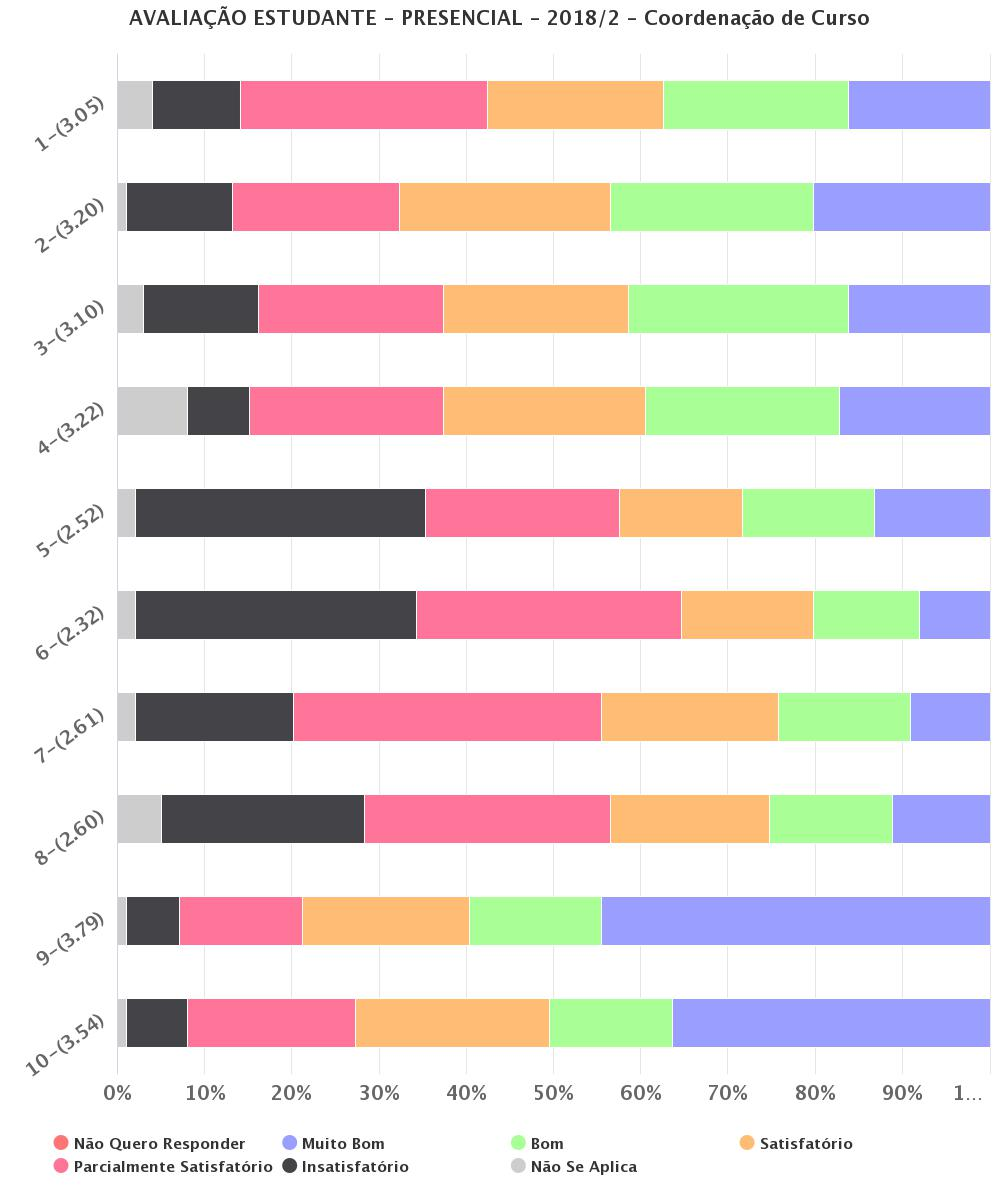 AVALIAÇÃO ESTUDANTE - PRESENCIAL - 2018/2 - Coordenação de Curso
1-(3.05)
2-(3.20)
3-(3.10)
4-(3.22)
5-(2.52)
6-(2.32)
7-(2.61)
8-(2.60)
9-(3.79)
10-(3.54)
0% 10% 20% 30% 40% 50% 60% 70% 80% 90% 1...
Não Quero Responder Muito Bom Bom Satisfatório
Parcialmente Satisfatório Insatisfatório Não Se Aplica